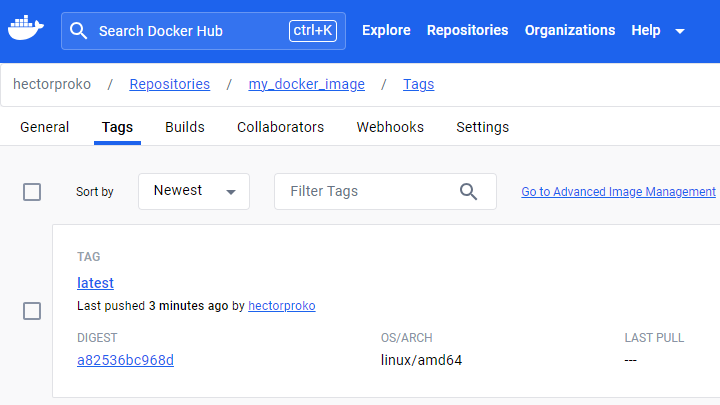 Search Docker Hub ctrl+K Explore Repositories Organizations Help
hectorproko / Repositories / my_docker_image / Tags
General Tags Builds Collaborators Webhooks Settings
Sort by Newest Filter Tags Go to Advanced Image Management
TAG
latest
Last pushed 3 minutes ago by hectorproko
DIGEST OS/ARCH LAST PULL
a82536bc968d linux/amd64 ---